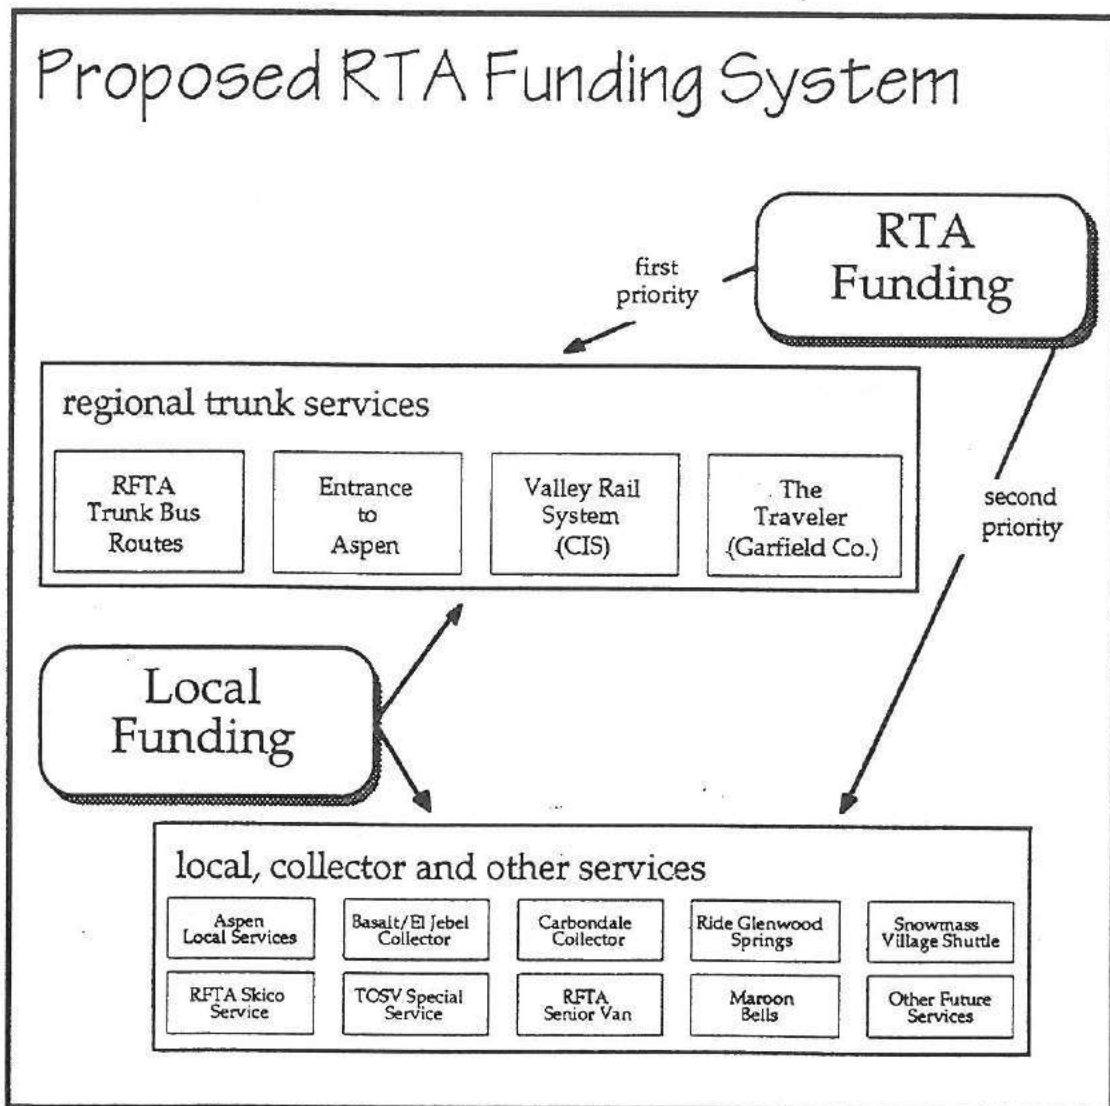 Proposed RTA Funding System
RTA
Funding
first
priority
regional trunk services
RFTA
Trunk Bus
Routes
Entrance
to
Aspen
Valley Rail
System
(CIS)
The
Traveler
(Garfield Co.)
second
priority
Local
Funding
local, collector and other services
Aspen
Local Services
Basalt/El Jebel
Collector
Carbondale
Collector
Ride Glenwood
Springs
Snowmass
Village Shuttle
RFTA Skico
Service
TOSV Special
Service
RFTA
Senior Van
Maroon
Bells
Other Future
Services